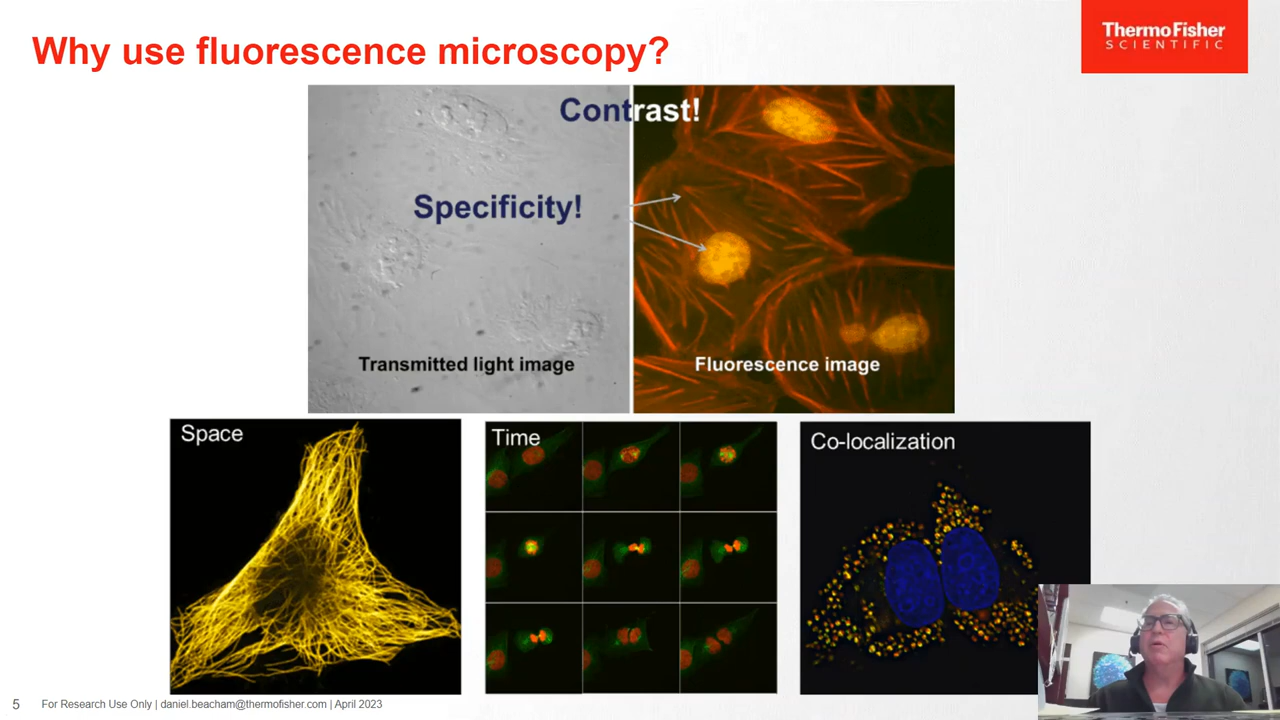 Why use fluorescence microscopy?
ThermoFisher
SCIENTIFIC
Contrast!
Specificity!
Transmitted light image
Fluorescence image
Space
Time
Co-localization
5 For Research Use Only | daniel.beacham@thermofisher.com | April 2023